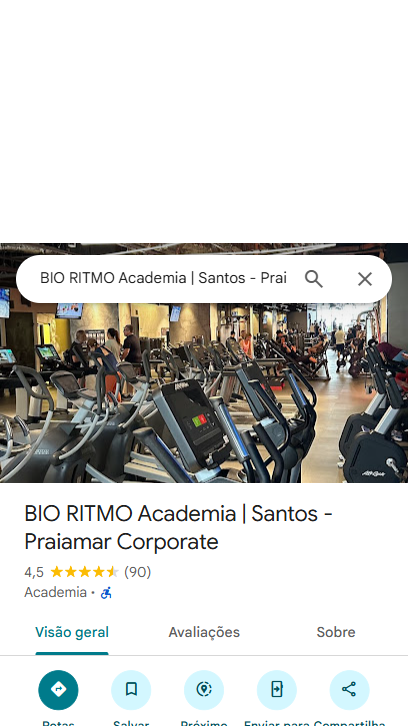 BIO RITMO Academia | Santos - Prai
BIO RITMO Academia | Santos -
Praiamar Corporate
4,5 (90)
Academia ·
Visão geral
Avaliações
Sobre
Rotas
Salvar
Próximo
Enviar para
Compartilha